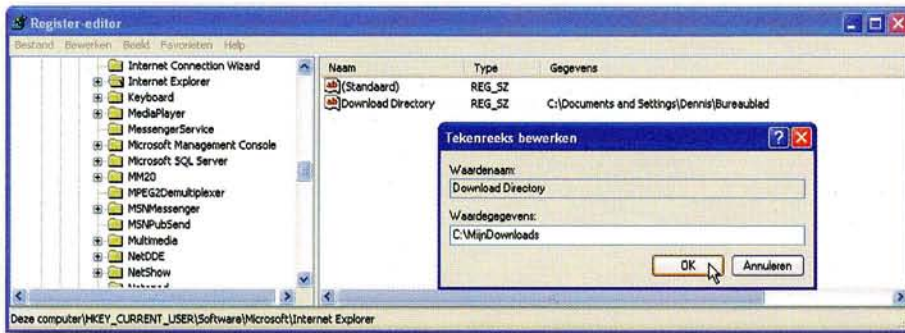 Register-editor
Bestand Bewerken Beeld Favorieten Help
Internet Connection Wizard
Internet Explorer
Keyboard
MediaPlayer
MessengerService
Microsoft Management Console
Microsoft SQL Server
MM20
MPEG2Demultiplexer
MSNMessenger
MSNPubSend
Multimedia
NetDDE
NetShow
Naam Type Gegevens
(Standaard) REG_SZ
Download Directory REG_SZ C:\Documents and Settings\Dennis\Bureaublad
Tekenreeks bewerken
Waardenaam:
Download Directory
Waardegegevens:
C:\MijnDownloads
OK Annuleren
Deze computer\HKEY_CURRENT_USER\Software\Microsoft\Internet Explorer